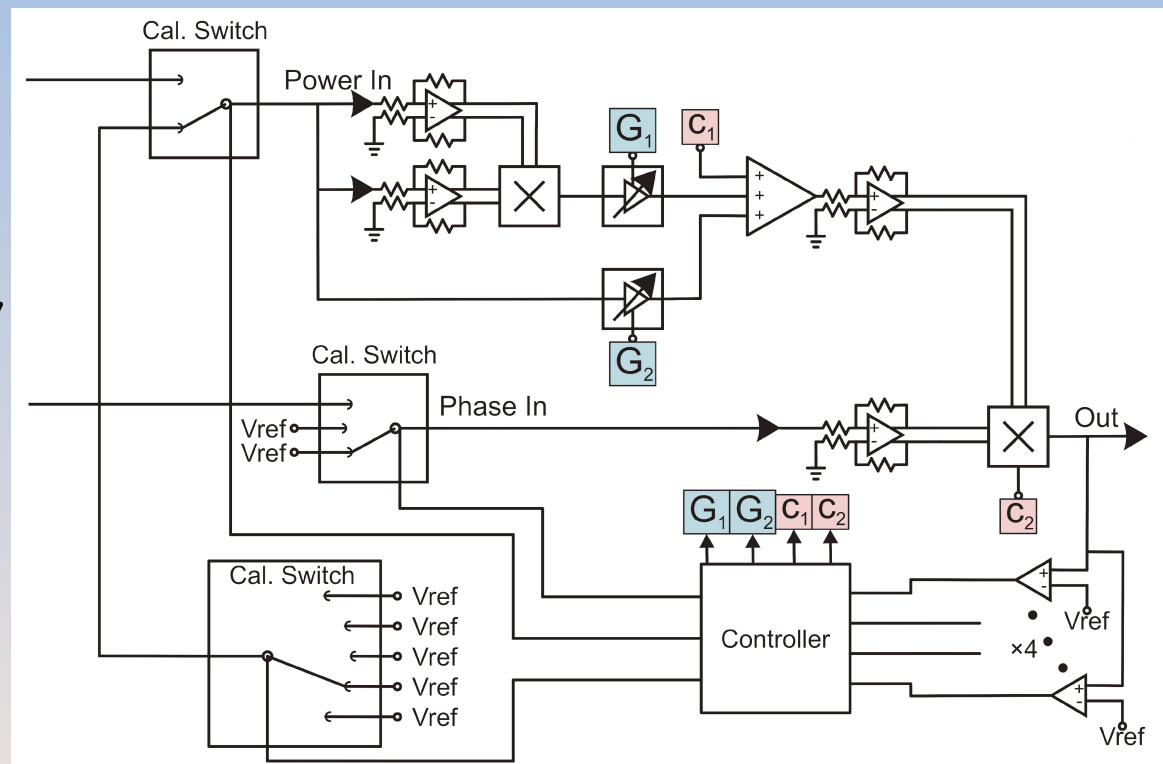 Cal. Switch
Power In
G1
c1
+
-
+
-
+
+
+
G2
+
-
Cal. Switch
Phase In
Vref
Vref
+
-
Out
c2
G1 G2 c1 c2
Cal. Switch
Vref
Vref
Vref
Vref
Vref
Controller
+
-
Vref
×4
+
-
Vref